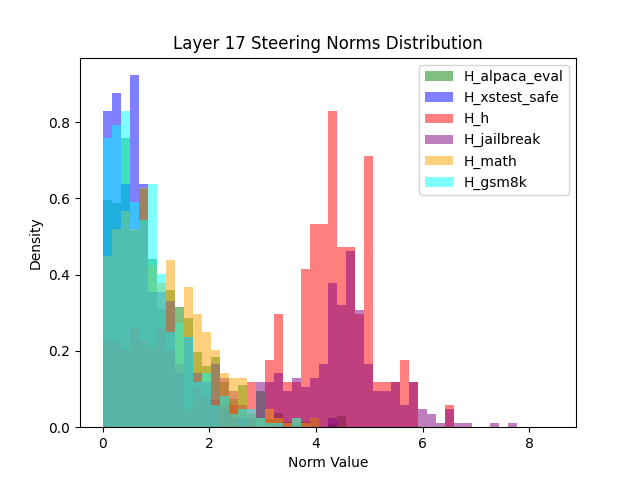 Layer 17 Steering Norms Distribution
H_alpaca_eval
H_xstest_safe
H_h
H_jailbreak
H_math
H_gsm8k
Density
0.8
0.6
0.4
0.2
0.0
0
2
4
6
8
Norm Value